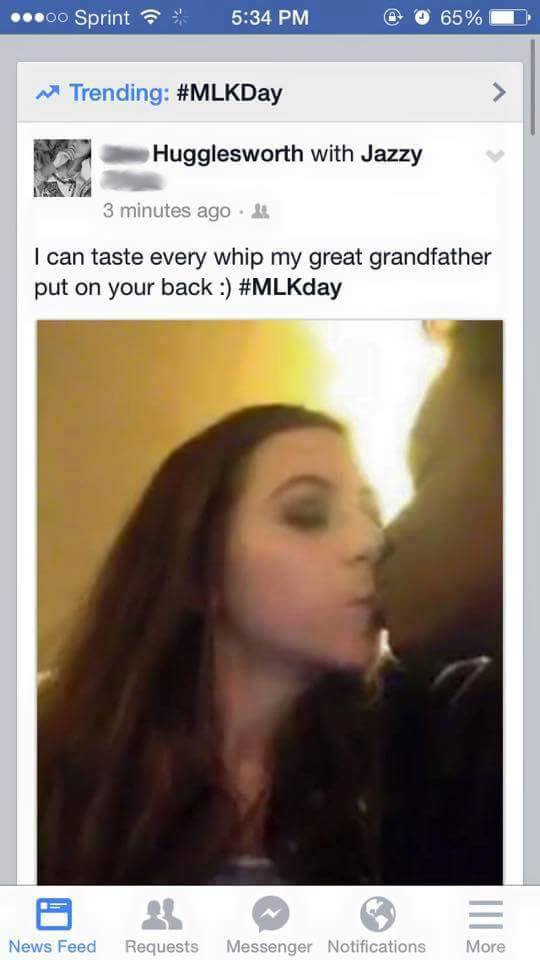 Sprint 5:34 PM 65%
Trending: #MLKDay
Hugglesworth with Jazzy
3 minutes ago
I can taste every whip my great grandfather
put on your back :) #MLKday
News Feed Requests Messenger Notifications More